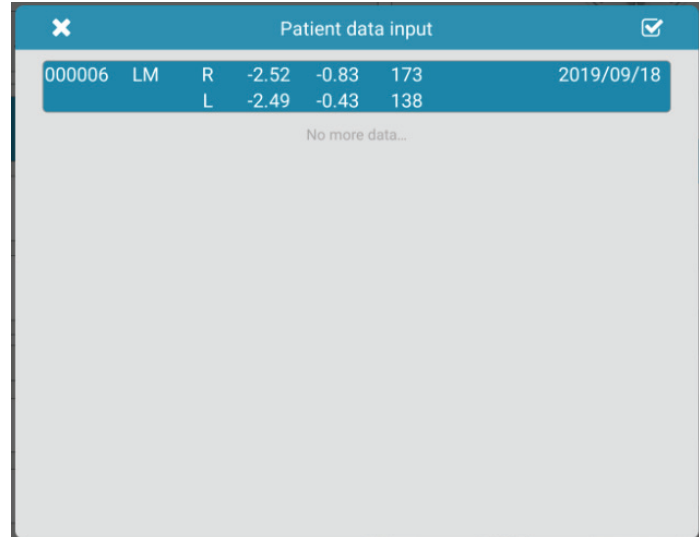 Patient data input
000006 LM R -2.52 -0.83 173 2019/09/18
L -2.49 -0.43 138
No more data...